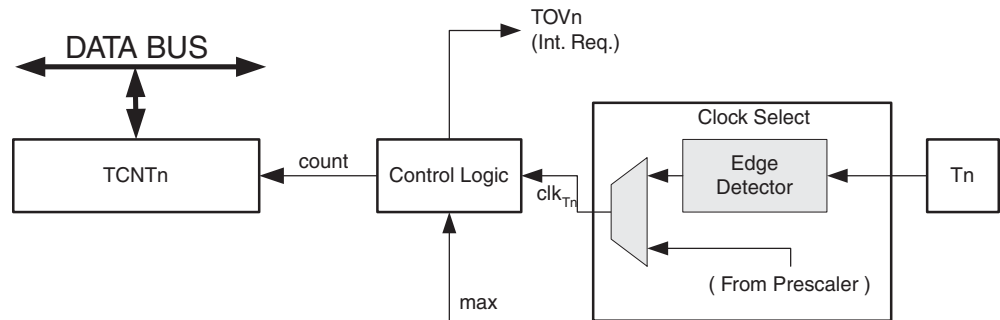 TOVn
(Int. Req.)
DATA BUS
Clock Select
TCNTn
count
Control Logic
clkTn
Edge
Detector
Tn
( From Prescaler )
max